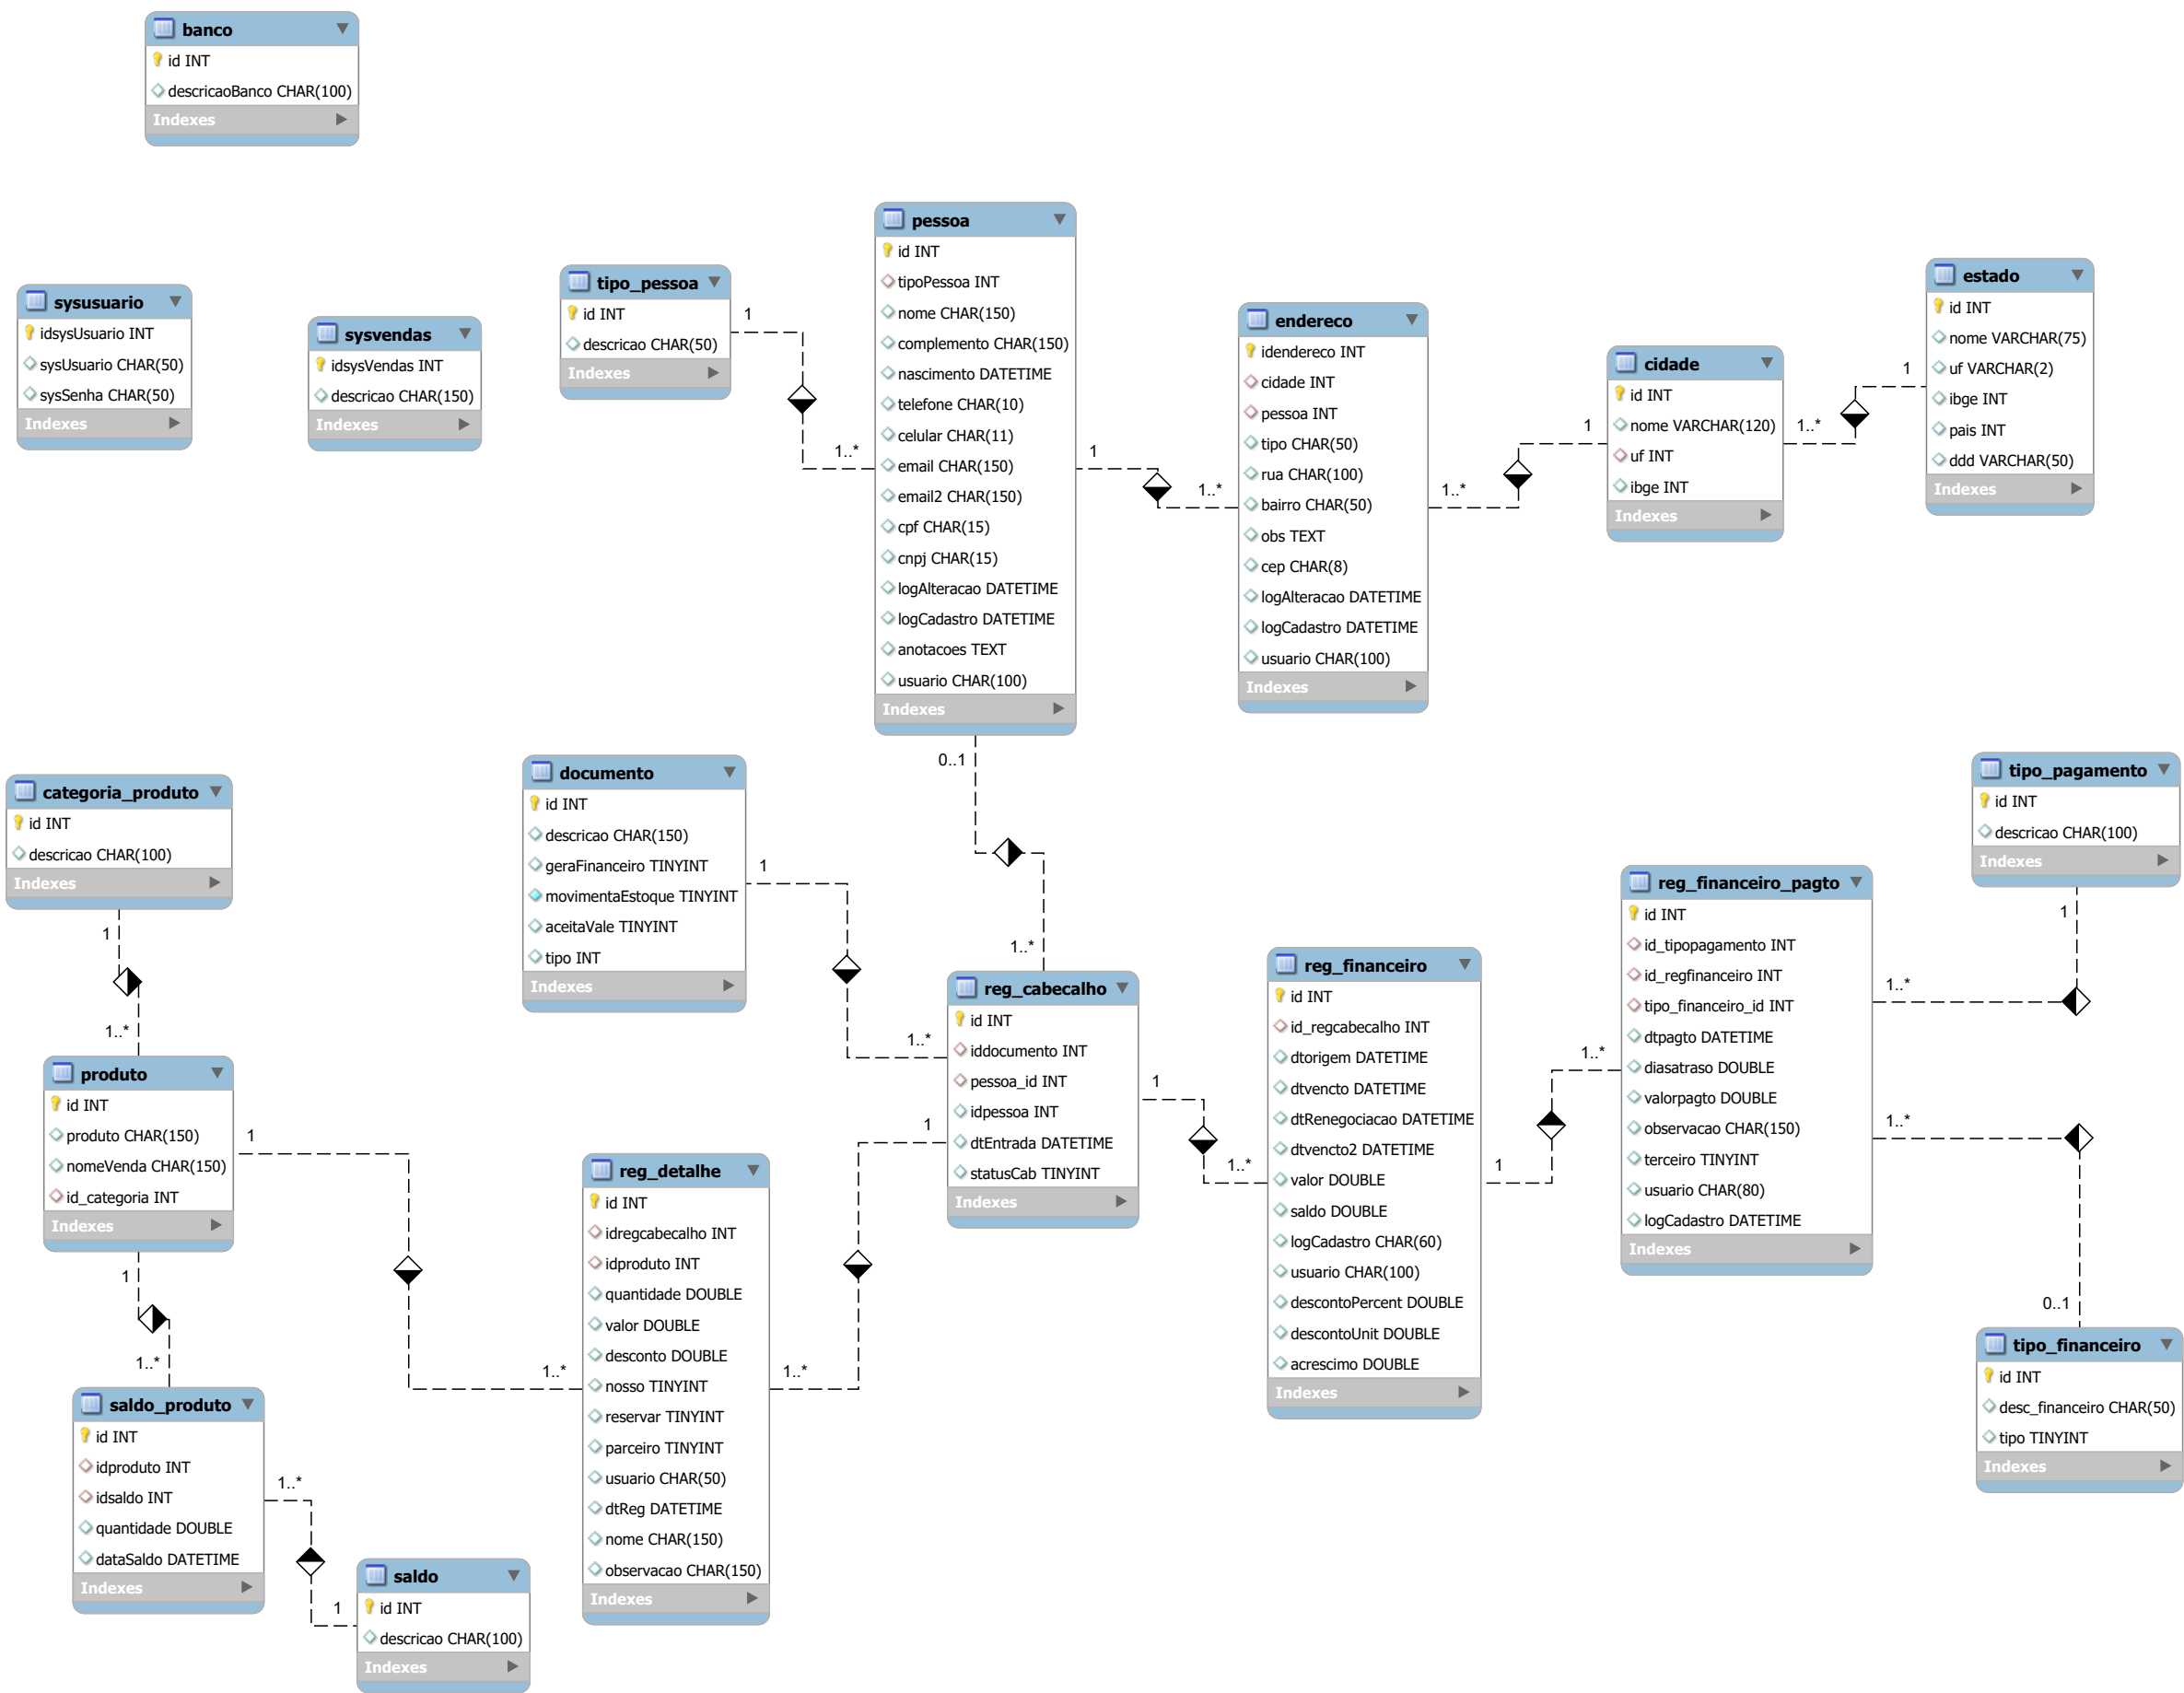 banco
id INT
descricaoBanco CHAR(100)
Indexes
sysusuario
idsysUsuario INT
sysUsuario CHAR(50)
sysSenha CHAR(50)
Indexes
sysvendas
idsysVendas INT
descricao CHAR(150)
Indexes
tipo_pessoa
id INT
descricao CHAR(50)
Indexes
1
1..*
pessoa
id INT
tipoPessoa INT
nome CHAR(150)
complemento CHAR(150)
nascimento DATETIME
telefone CHAR(10)
celular CHAR(11)
email CHAR(150)
email2 CHAR(150)
cpf CHAR(15)
cnpj CHAR(15)
logAlteracao DATETIME
logCadastro DATETIME
anotacoes TEXT
usuario CHAR(100)
Indexes
1
1..*
endereco
idendereco INT
cidade INT
pessoa INT
tipo CHAR(50)
rua CHAR(100)
bairro CHAR(50)
obs TEXT
cep CHAR(8)
logAlteracao DATETIME
logCadastro DATETIME
usuario CHAR(100)
Indexes
1
1..*
cidade
id INT
nome VARCHAR(120)
uf INT
ibge INT
Indexes
1
1..*
estado
id INT
nome VARCHAR(75)
uf VARCHAR(2)
ibge INT
pais INT
ddd VARCHAR(50)
Indexes
0..1
1..*
categoria_produto
id INT
descricao CHAR(100)
Indexes
1
1..*
produto
id INT
produto CHAR(150)
nomeVenda CHAR(150)
id_categoria INT
Indexes
1
1..*
1
1..*
saldo_produto
id INT
idproduto INT
idsaldo INT
quantidade DOUBLE
dataSaldo DATETIME
Indexes
1..*
1
saldo
id INT
descricao CHAR(100)
Indexes
documento
id INT
descricao CHAR(150)
geraFinanceiro TINYINT
movimentaEstoque TINYINT
aceitaVale TINYINT
tipo INT
Indexes
1
1..*
reg_detalhe
id INT
idregcabecalho INT
idproduto INT
quantidade DOUBLE
valor DOUBLE
desconto DOUBLE
nosso TINYINT
reservar TINYINT
parceiro TINYINT
usuario CHAR(50)
dtReg DATETIME
nome CHAR(150)
observacao CHAR(150)
Indexes
1
1..*
reg_cabecalho
id INT
iddocumento INT
pessoa_id INT
idpessoa INT
dtEntrada DATETIME
statusCab TINYINT
Indexes
1
1..*
reg_financeiro
id INT
id_regcabecalho INT
dtorigem DATETIME
dtvencto DATETIME
dtRenegociacao DATETIME
dtvencto2 DATETIME
valor DOUBLE
saldo DOUBLE
logCadastro CHAR(60)
usuario CHAR(100)
descontoPercent DOUBLE
descontoUnit DOUBLE
acrescimo DOUBLE
Indexes
1..*
1
reg_financeiro_pagto
id INT
id_tipopagamento INT
id_regfinanceiro INT
tipo_financeiro_id INT
dtpagto DATETIME
diasatraso DOUBLE
valorpagto DOUBLE
observacao CHAR(150)
terceiro TINYINT
usuario CHAR(80)
logCadastro DATETIME
Indexes
tipo_pagamento
id INT
descricao CHAR(100)
Indexes
1
1..*
1..*
0..1
tipo_financeiro
id INT
desc_financeiro CHAR(50)
tipo TINYINT
Indexes